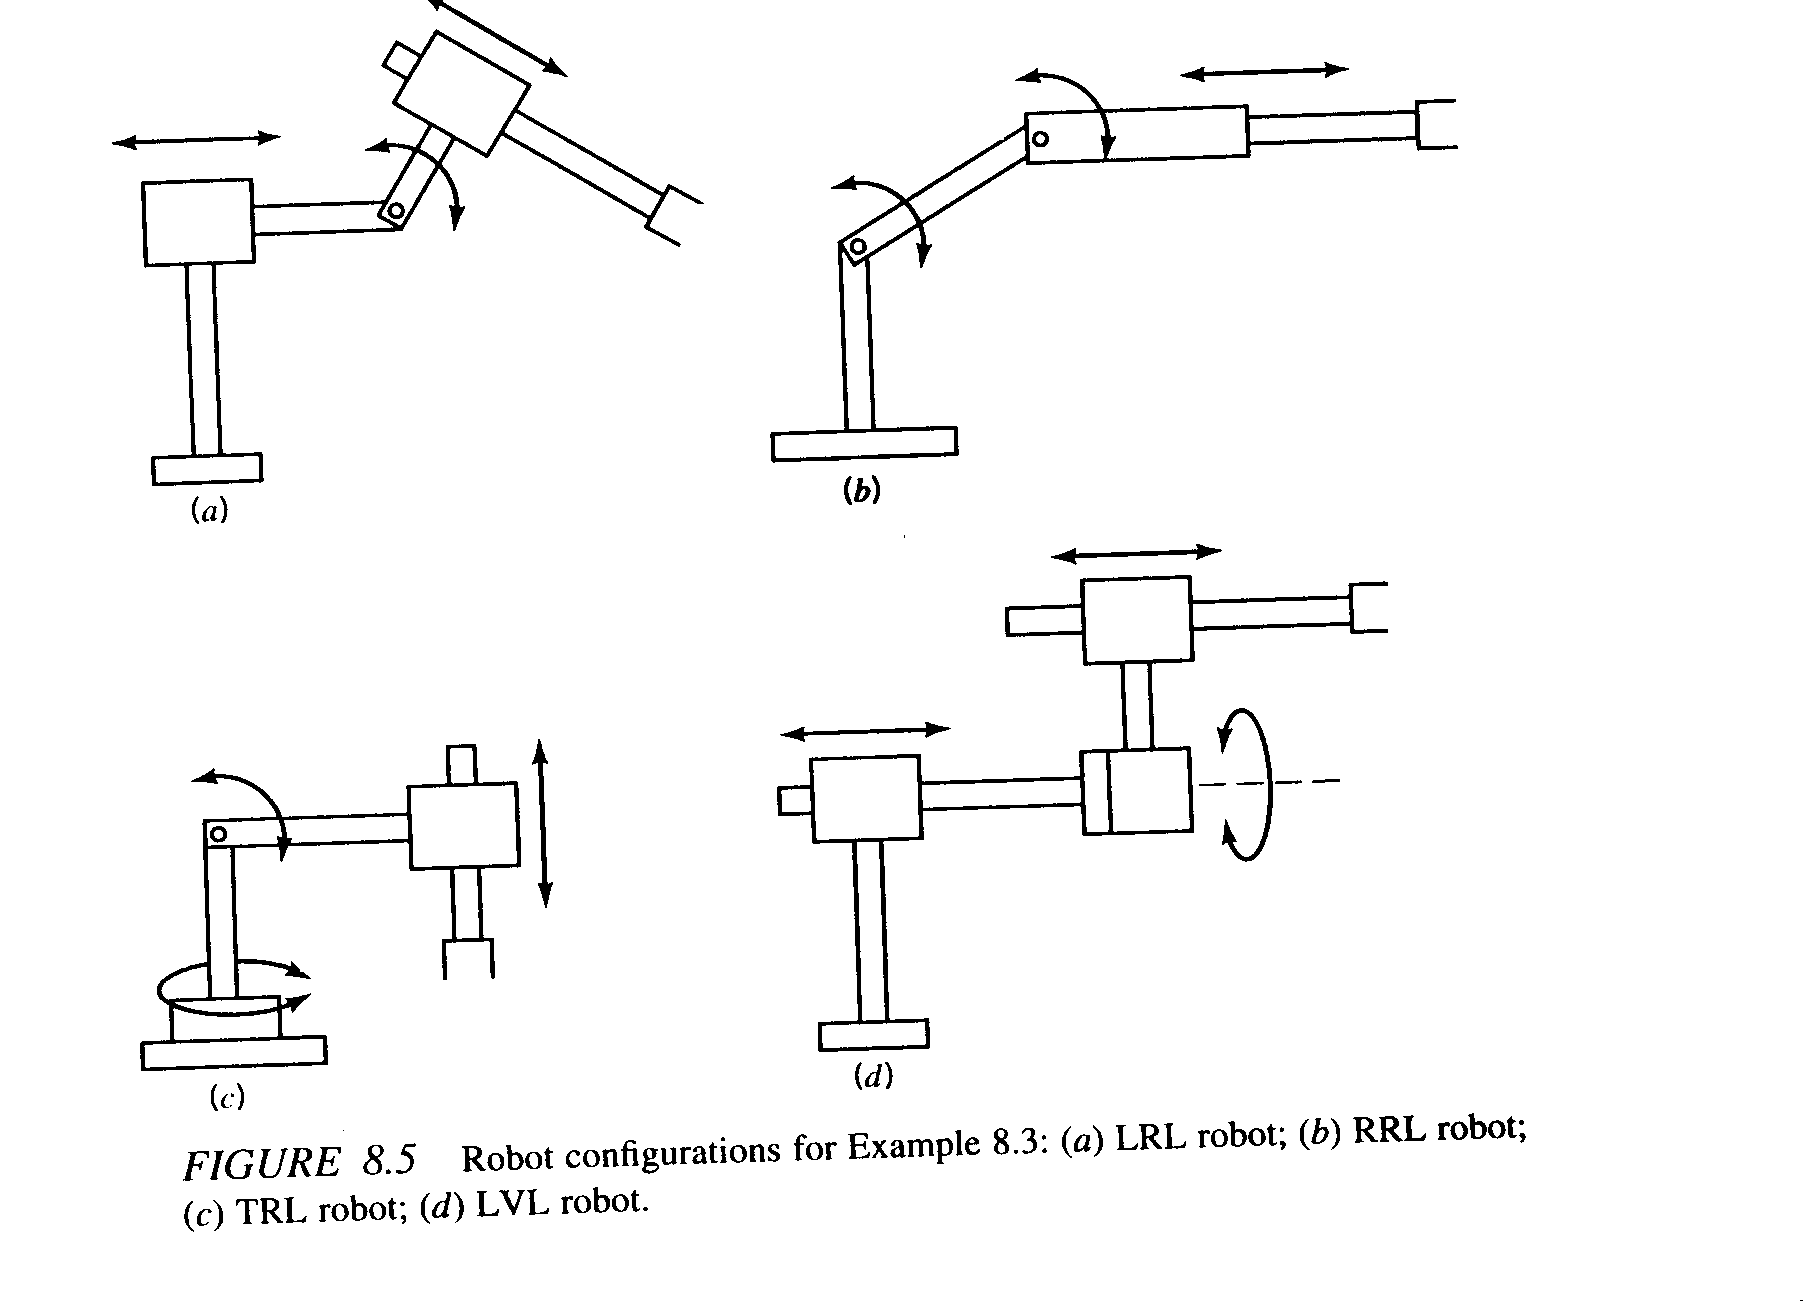 (a)
(b)
(c)
(d)
FIGURE 8.5 Robot configurations for Example 8.3: (a) LRL robot; (b) RRL robot;
(c) TRL robot; (d) LVL robot.